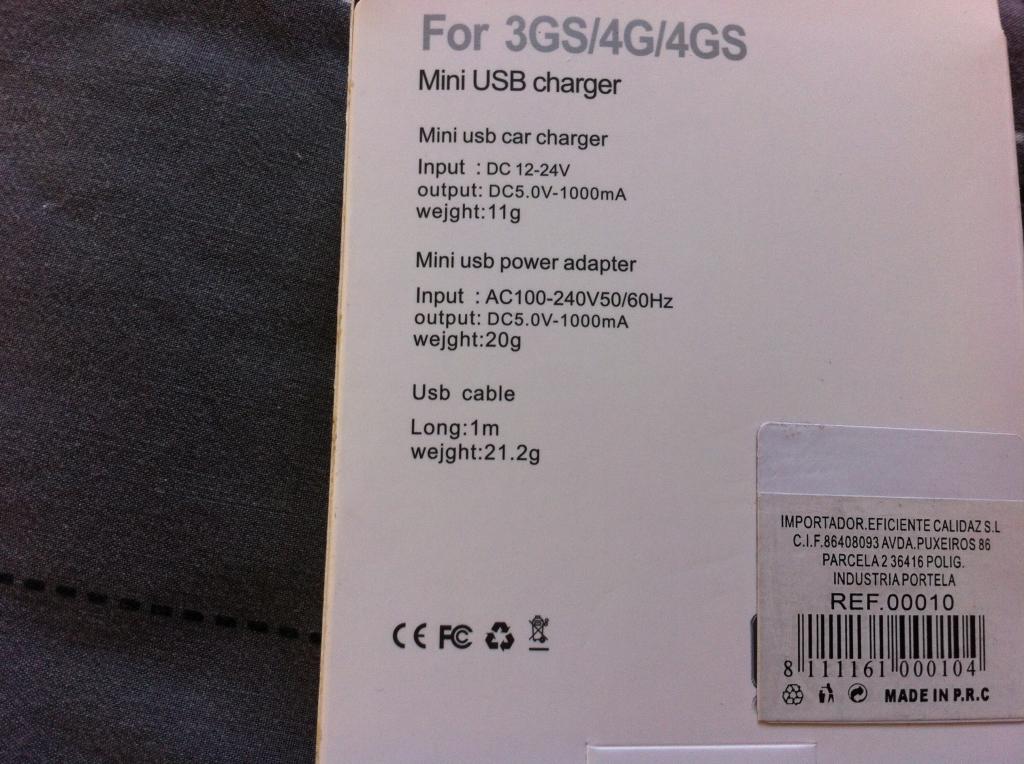 For 3GS/4G/4GS
Mini USB charger
Mini usb car charger
Input : DC 12-24V
output: DC5.0V-1000mA
wejght:11g
Mini usb power adapter
Input : AC100-240V50/60Hz
output: DC5.0V-1000mA
wejght:20g
Usb cable
Long:1m
wejght:21.2g
CE FC
IMPORTADOR.EFICIENTE CALIDAZ S.L
C.I.F.86408093 AVDA.PUXEIROS 86
PARCELA 2 36416 POLIG.
INDUSTRIA PORTELA
REF.00010
8 111161 000104
MADE IN P.R.C